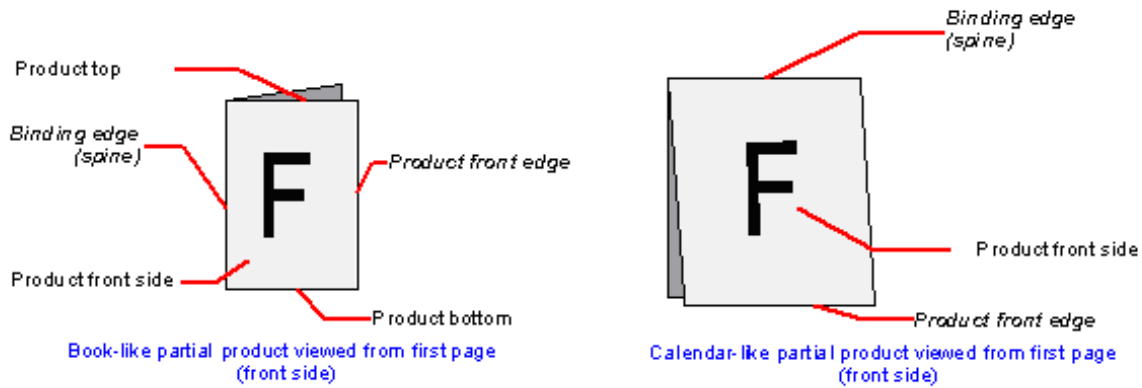 Product top
Binding edge
(spine)
F
Product front edge
Product front side
Product bottom
Book-like partial product viewed from first page
(front side)
Binding edge
(spine)
F
Product front side
Product front edge
Calendar-like partial product viewed from first page
(front side)